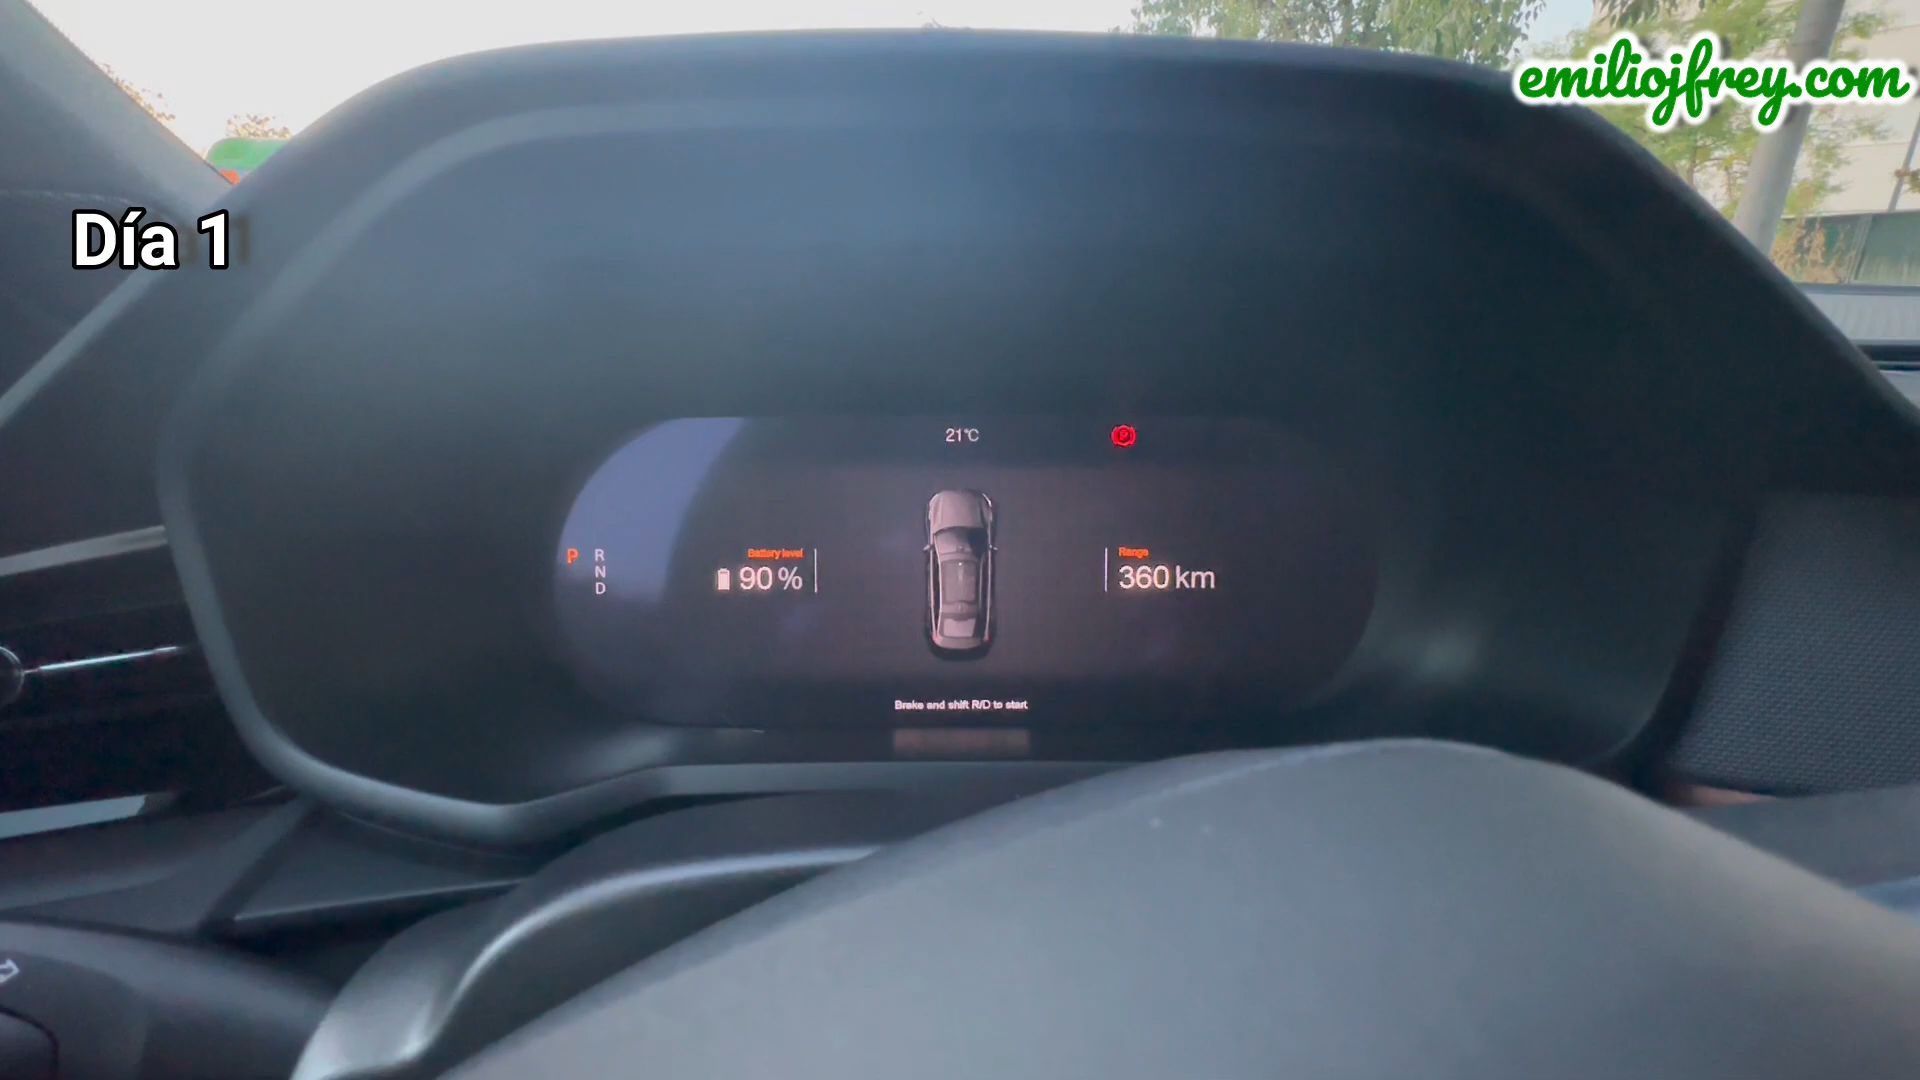 emiliojfrey.com
Día 1
21°C
P
P
R
N
D
Battery level
90 %
Range
360 km
Brake and shift R/D to start